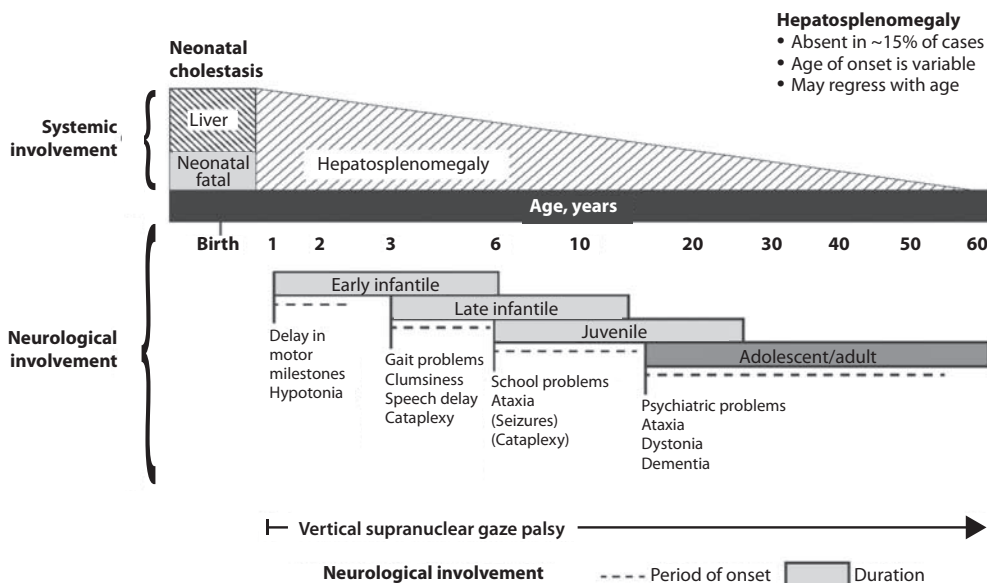 Hepatosplenomegaly
• Absent in ~15% of cases
• Age of onset is variable
• May regress with age
Neonatal
cholestasis
Systemic
involvement
Liver
Neonatal
fatal
Hepatosplenomegaly
Age, years
Birth 1 2 3 6 10 20 30 40 50 60
Neurological
involvement
Early infantile
Late infantile
Juvenile
Adolescent/adult
Delay in
motor
milestones
Hypotonia
Gait problems
Clumsiness
Speech delay
Cataplexy
School problems
Ataxia
(Seizures)
(Cataplexy)
Psychiatric problems
Ataxia
Dystonia
Dementia
Vertical supranuclear gaze palsy
Neurological involvement ---- Period of onset Duration